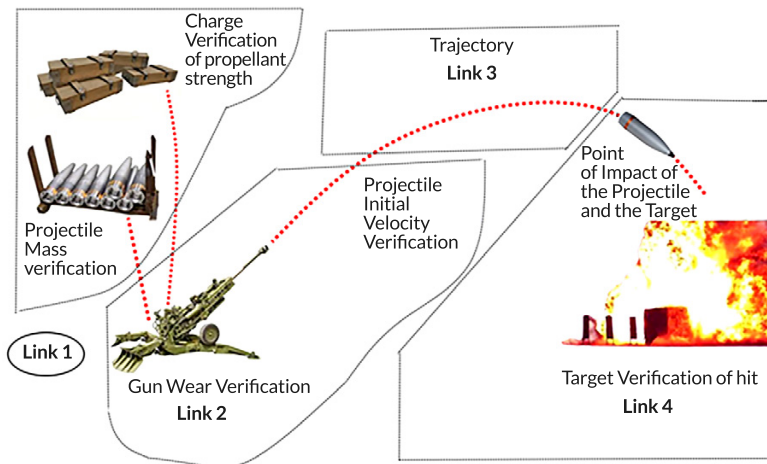 Charge
Verification
of propellant
strength
Projectile
Mass
verification
Link 1
Projectile
Initial
Velocity
Verification
Gun Wear Verification
Link 2
Trajectory
Link 3
Point
of Impact of
the Projectile
and the Target
Target Verification of hit
Link 4